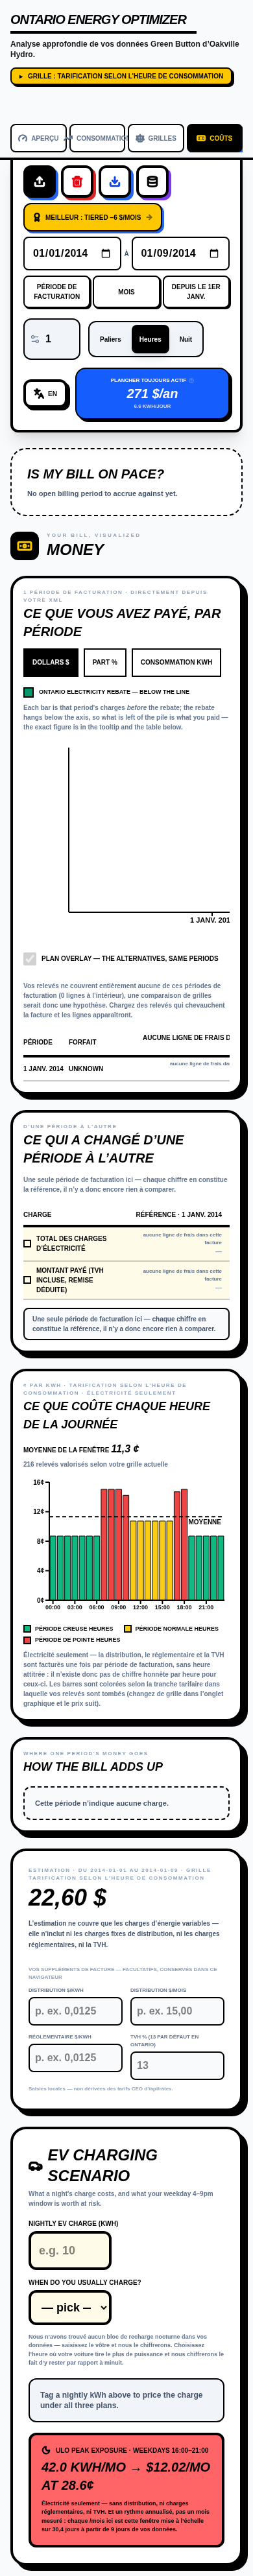 ONTARIO ENERGY OPTIMIZER
Analyse approfondie de vos données Green Button d'Oakville
Hydro.
▸ GRILLE : TARIFICATION SELON L'HEURE DE CONSOMMATION
APERÇU
CONSOMMATION
GRILLES
COÛTS
MEILLEUR : TIERED −6 $/MOIS →
01/01/2014
À
01/09/2014
PÉRIODE DE
FACTURATION
MOIS
DEPUIS LE 1ER
JANV.
1
Paliers
Heures
Nuit
EN
PLANCHER TOUJOURS ACTIF
271 $/an
6.6 KWH/JOUR
IS MY BILL ON PACE?
No open billing period to accrue against yet.
YOUR BILL, VISUALIZED
MONEY
1 PÉRIODE DE FACTURATION · DIRECTEMENT DEPUIS
VOTRE XML
CE QUE VOUS AVEZ PAYÉ, PAR
PÉRIODE
DOLLARS $
PART %
CONSOMMATION KWH
ONTARIO ELECTRICITY REBATE — BELOW THE LINE
Each bar is that period's charges before the rebate; the rebate
hangs below the axis, so what is left of the pile is what you paid —
the exact figure is in the tooltip and the table below.
1 JANV. 201
PLAN OVERLAY — THE ALTERNATIVES, SAME PERIODS
Vos relevés ne couvrent entièrement aucune de ces périodes de
facturation (0 lignes à l'intérieur), une comparaison de grilles
serait donc une hypothèse. Chargez des relevés qui chevauchent
la facture et les lignes apparaîtront.
PÉRIODE
FORFAIT
AUCUNE LIGNE DE FRAIS D
1 JANV. 2014
UNKNOWN
aucune ligne de frais da
D'UNE PÉRIODE À L'AUTRE
CE QUI A CHANGÉ D'UNE
PÉRIODE À L'AUTRE
Une seule période de facturation ici — chaque chiffre en constitue
la référence, il n'y a donc encore rien à comparer.
CHARGE
RÉFÉRENCE · 1 JANV. 2014
TOTAL DES CHARGES
D'ÉLECTRICITÉ
aucune ligne de frais dans cette
facture
—
MONTANT PAYÉ (TVH
INCLUSE, REMISE
DÉDUITE)
aucune ligne de frais dans cette
facture
—
Une seule période de facturation ici — chaque chiffre en
constitue la référence, il n'y a donc encore rien à comparer.
¢ PAR KWH · TARIFICATION SELON L'HEURE DE
CONSOMMATION · ÉLECTRICITÉ SEULEMENT
CE QUE COÛTE CHAQUE HEURE
DE LA JOURNÉE
MOYENNE DE LA FENÊTRE 11,3 ¢
216 relevés valorisés selon votre grille actuelle
16¢
12¢
8¢
4¢
0¢
MOYENNE
00:00 03:00 06:00 09:00 12:00 15:00 18:00 21:00
PÉRIODE CREUSE HEURES
PÉRIODE NORMALE HEURES
PÉRIODE DE POINTE HEURES
Électricité seulement — la distribution, le réglementaire et la TVH
sont facturés une fois par période de facturation, sans heure
attitrée : il n'existe donc pas de chiffre honnête par heure pour
ceux-ci. Les barres sont colorées selon la tranche tarifaire dans
laquelle vos relevés sont tombés (changez de grille dans l'onglet
graphique et le prix suit).
WHERE ONE PERIOD'S MONEY GOES
HOW THE BILL ADDS UP
Cette période n'indique aucune charge.
ESTIMATION · DU 2014-01-01 AU 2014-01-09 · GRILLE
TARIFICATION SELON L'HEURE DE CONSOMMATION
22,60 $
L'estimation ne couvre que les charges d'énergie variables —
elle n'inclut ni les charges fixes de distribution, ni les charges
réglementaires, ni la TVH.
VOS SUPPLÉMENTS DE FACTURE — FACULTATIFS, CONSERVÉS DANS CE
NAVIGATEUR
DISTRIBUTION $/KWH
DISTRIBUTION $/MOIS
p. ex. 0,0125
p. ex. 15,00
RÉGLEMENTAIRE $/KWH
TVH % (13 PAR DÉFAUT EN
ONTARIO)
p. ex. 0,0125
13
Saisies locales — non dérivées des tarifs CEO d'/api/rates.
EV CHARGING
SCENARIO
What a night's charge costs, and what your weekday 4–9pm
window is worth at risk.
NIGHTLY EV CHARGE (KWH)
e.g. 10
WHEN DO YOU USUALLY CHARGE?
— pick —
Nous n'avons trouvé aucun bloc de recharge nocturne dans vos
données — saisissez le vôtre et nous le chiffrerons. Choisissez
l'heure où votre voiture tire le plus de puissance et nous chiffrerons le
fait d'y rester par rapport à minuit.
Tag a nightly kWh above to price the charge
under all three plans.
ULO PEAK EXPOSURE · WEEKDAYS 16:00–21:00
42.0 KWH/MO → $12.02/MO
AT 28.6¢
Électricité seulement — sans distribution, ni charges
réglementaires, ni TVH. Et un rythme annualisé, pas un mois
mesuré : chaque /mois ici est cette fenêtre mise à l'échelle
sur 30,4 jours à partir de 9 jours de vos données.